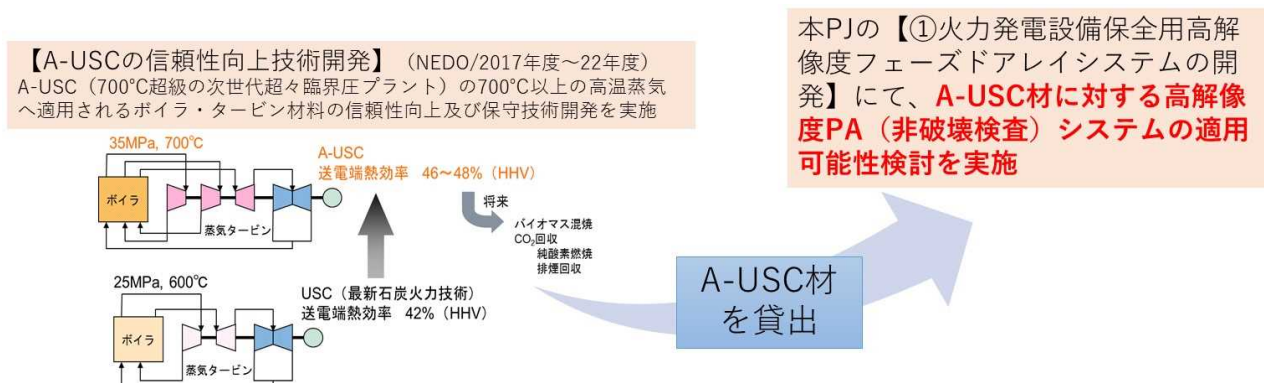 【A-USCの信頼性向上技術開発】（NEDO/2017年度～22年度）
A-USC（700℃超級の次世代超々臨界圧プラント）の700℃以上の高温蒸気
へ適用されるボイラ・タービン材料の信頼性向上及び保守技術開発を実施
35MPa, 700℃
ボイラ
蒸気タービン
A-USC
送電端熱効率 46～48%（HHV）
将来
バイオマス混焼
CO₂回収
純酸素燃焼
排煙回収
25MPa, 600℃
ボイラ
蒸気タービン
USC（最新石炭火力技術）
送電端熱効率 42%（HHV）
A-USC材
を貸出
本PJの【①火力発電設備保全用高解
像度フェーズドアレイシステムの開
発】にて、A-USC材に対する高解像
度PA（非破壊検査）システムの適用
可能性検討を実施